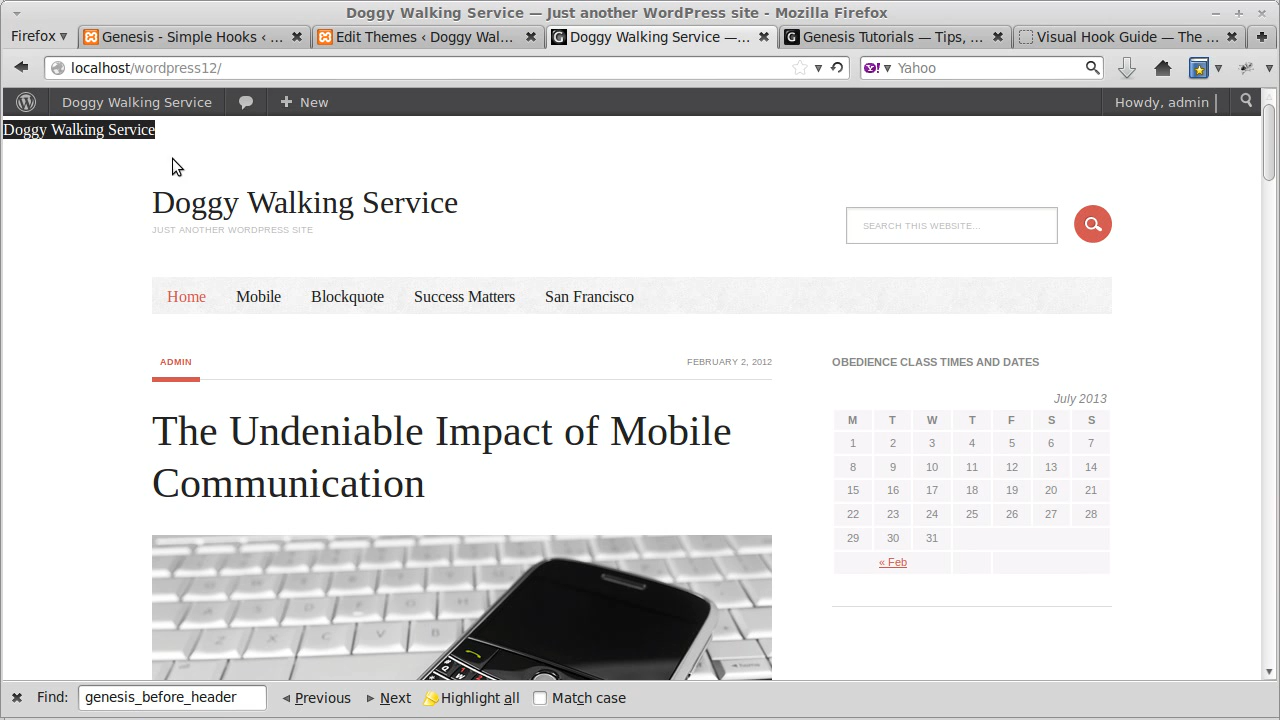 Doggy Walking Service — Just another WordPress site - Mozilla Firefox
Firefox
Genesis - Simple Hooks ‹ ...
Edit Themes ‹ Doggy Wal...
Doggy Walking Service —...
Genesis Tutorials — Tips, ...
Visual Hook Guide — The ...
localhost/wordpress12/
Yahoo
Doggy Walking Service
New
Howdy, admin
Doggy Walking Service
Doggy Walking Service
JUST ANOTHER WORDPRESS SITE
SEARCH THIS WEBSITE...
Home Mobile Blockquote Success Matters San Francisco
ADMIN
FEBRUARY 2, 2012
The Undeniable Impact of Mobile
Communication
OBEDIENCE CLASS TIMES AND DATES
July 2013
M T W T F S S
1 2 3 4 5 6 7
8 9 10 11 12 13 14
15 16 17 18 19 20 21
22 23 24 25 26 27 28
29 30 31
« Feb
Find: genesis_before_header Previous Next Highlight all Match case